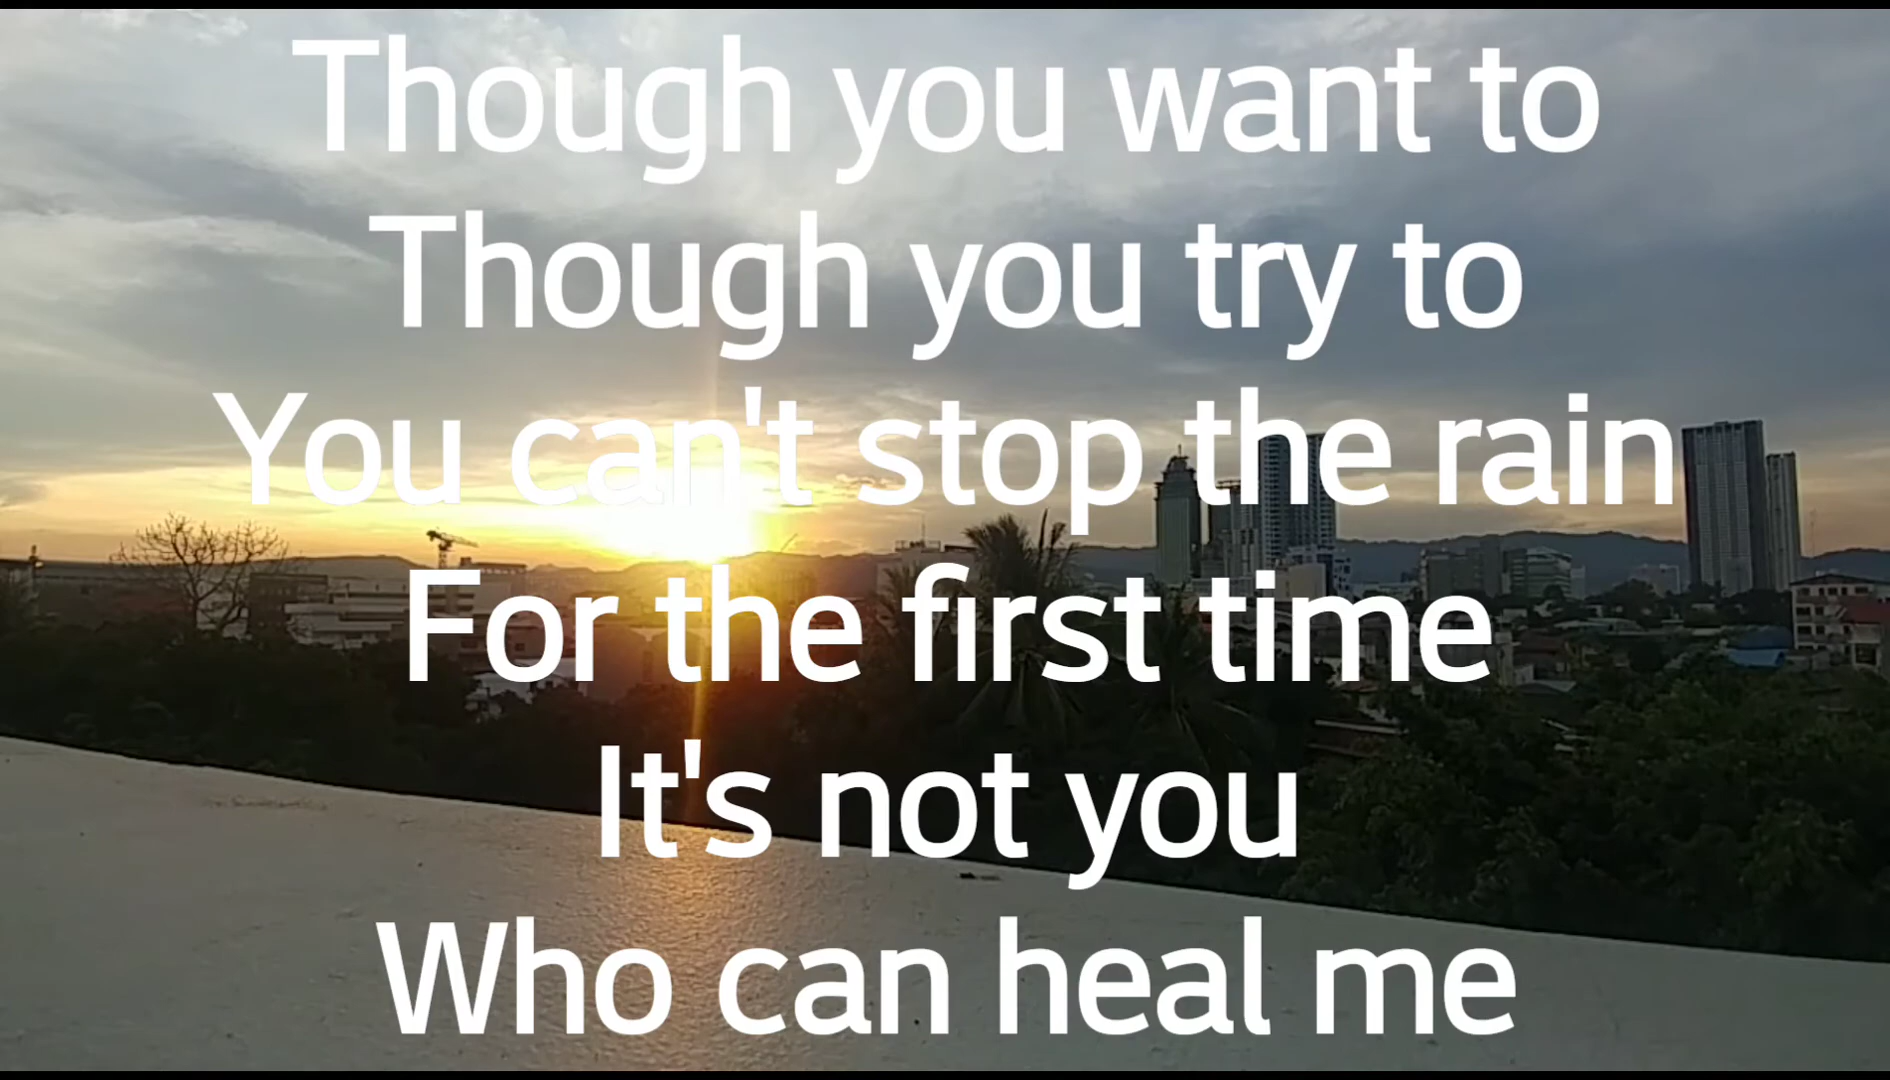 Though you want to
Though you try to
You can't stop the rain
For the first time
It's not you
Who can heal me